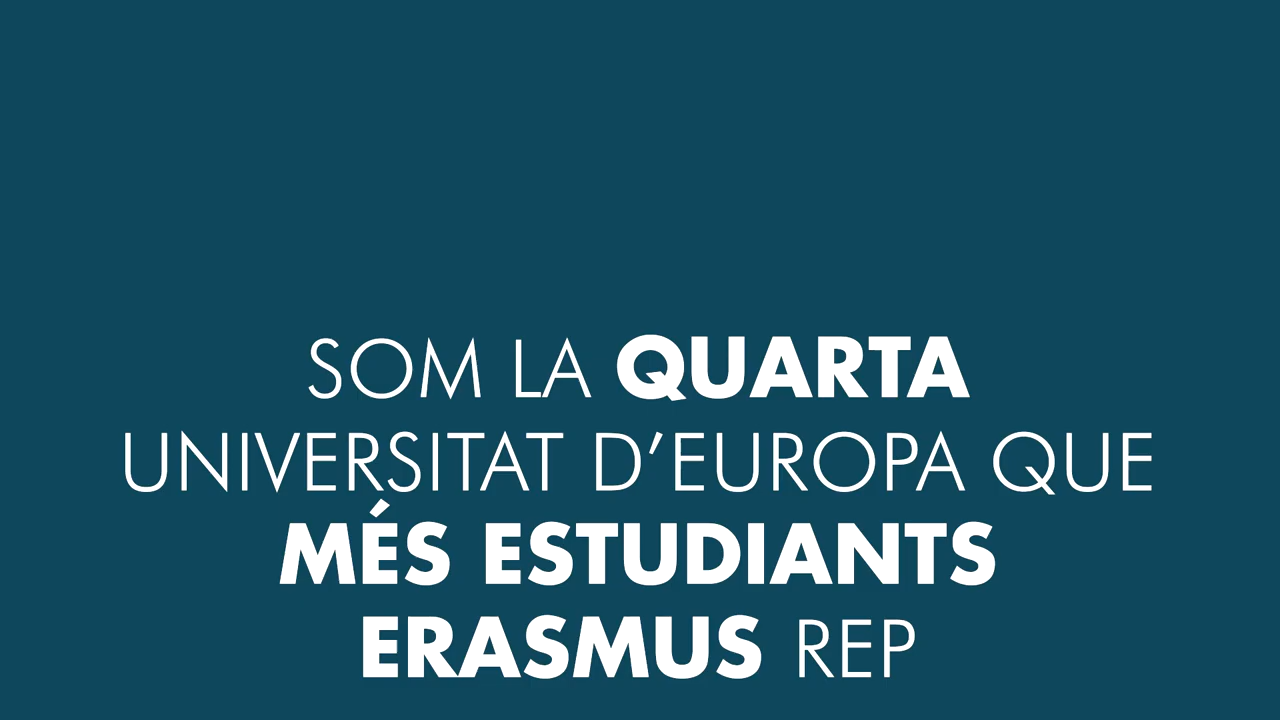 SOM LA QUARTA
UNIVERSITAT D’EUROPA QUE
MÉS ESTUDIANTS
ERASMUS REP